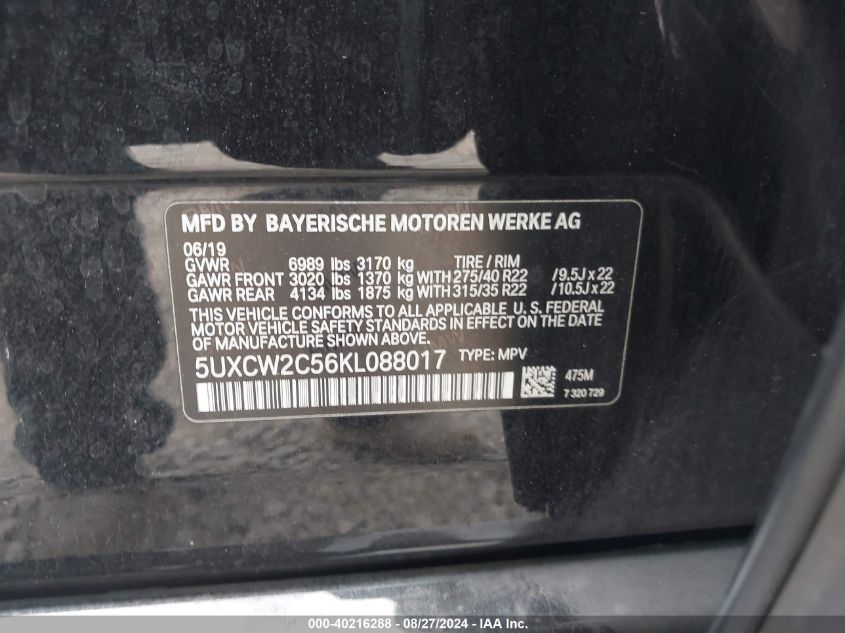 MFD BY BAYERISCHE MOTOREN WERKE AG
06/19
GVWR 6989 lbs 3170 kg TIRE / RIM
GAWR FRONT 3020 lbs 1370 kg WITH 275/40 R22 /9.5J x 22
GAWR REAR 4134 lbs 1875 kg WITH 315/35 R22 /10.5J x 22
THIS VEHICLE CONFORMS TO ALL APPLICABLE U. S. FEDERAL
MOTOR VEHICLE SAFETY STANDARDS IN EFFECT ON THE DATE
OF MANUFACTURE SHOWN ABOVE.
5UXCW2C56KL088017 TYPE: MPV
475M
7 320 729
000-40216288 - 08/27/2024 - IAA Inc.